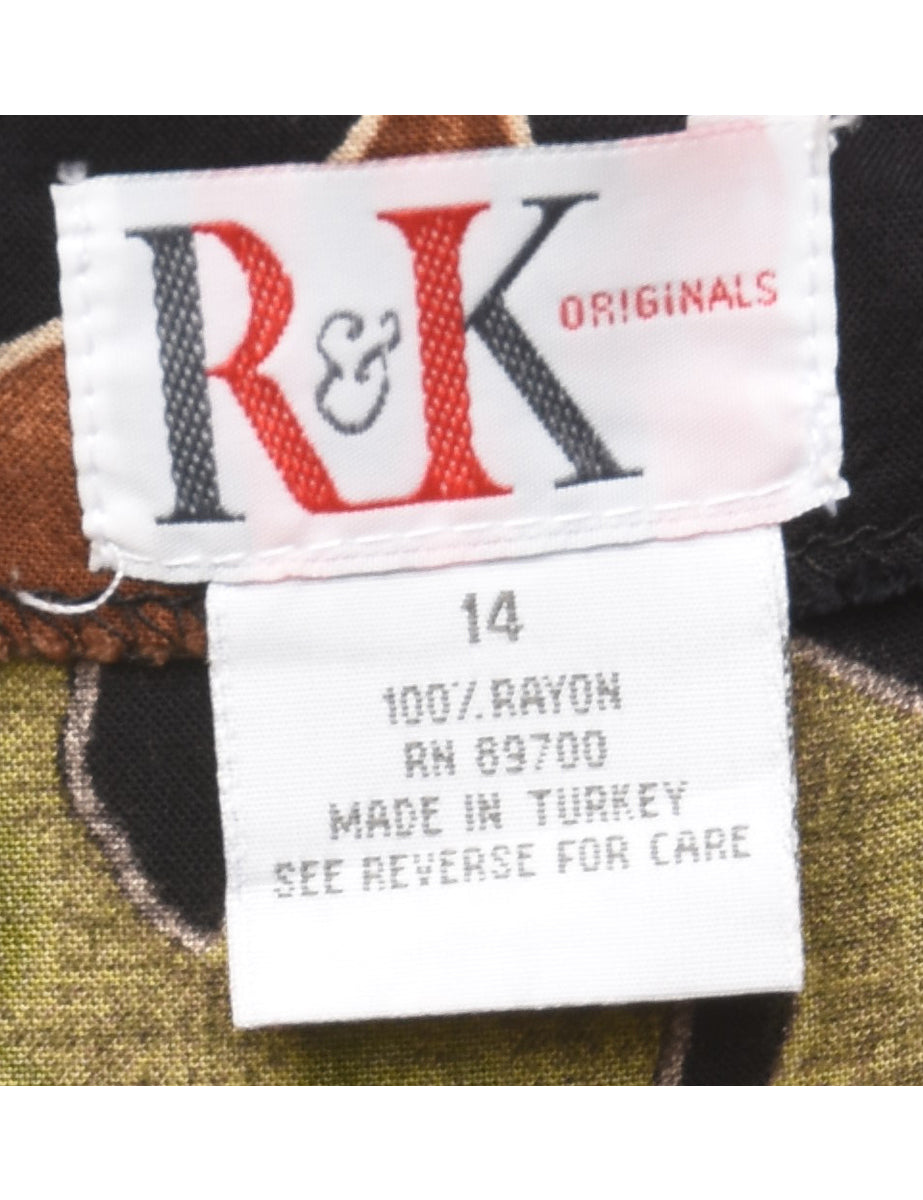 R&K ORIGINALS
14
100% RAYON
RN 89700
MADE IN TURKEY
SEE REVERSE FOR CARE